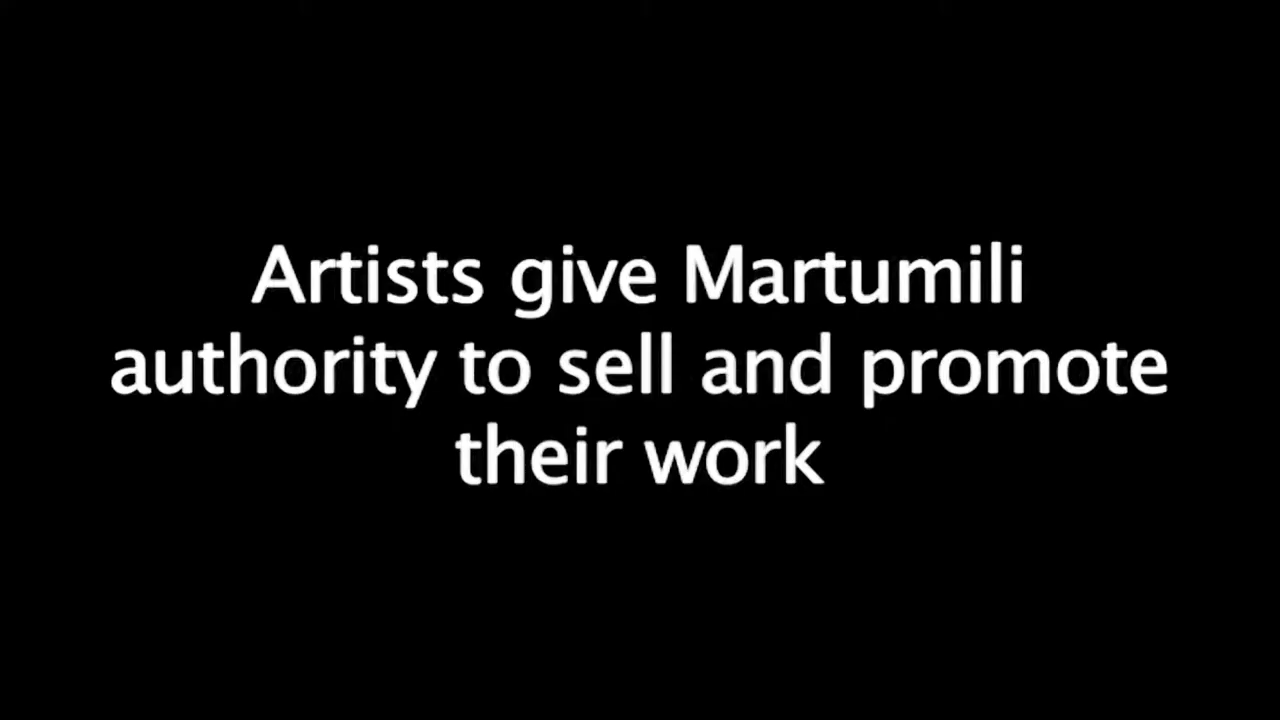 Artists give Martumili
authority to sell and promote
their work